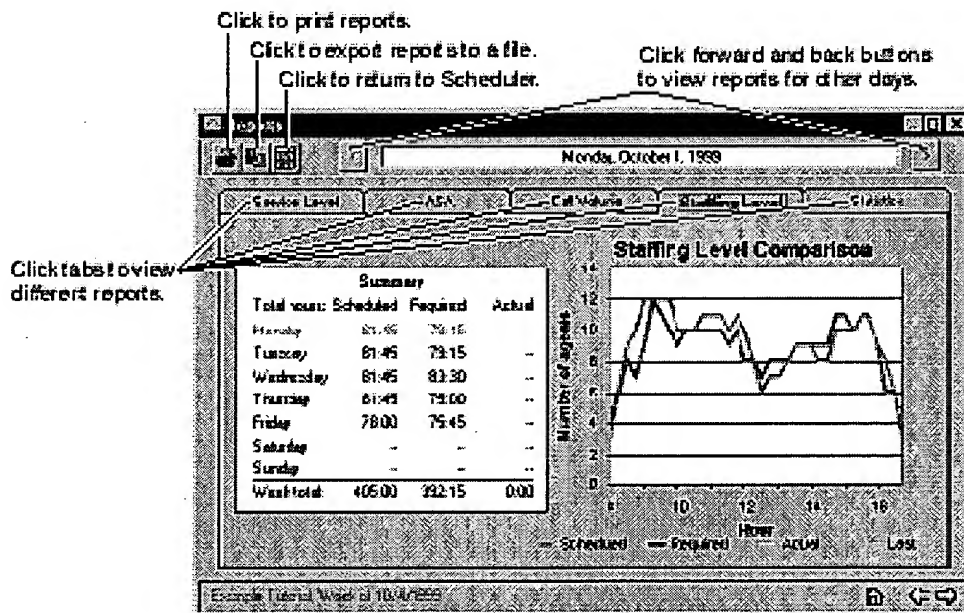 Click to print reports.
Click to export reports to a file.
Click to return to Scheduler.
Click forward and back buttons
to view reports for other days.
Monday, October 1999
Service Level ASA Call Volume Staffing Level Statistics
Click tabs to view
different reports.
Summary
Total hours: Scheduled Required Actual
Monday 81:45
Tuesday 81:45 79:15 --
Wednesday 81:45 83:30 --
Thursday 81:45 --
Friday 78:00 75:45 --
Saturday -- -- --
Sunday -- -- --
Week total: 405:00 392:15 0:00
Staffing Level Comparison
Number of agents
14
12
10
8
6
4
2
0
8 10 12 14 16
Hour
Scheduled Required Actual Last
Example Tutorial, Week of 10/4/1999